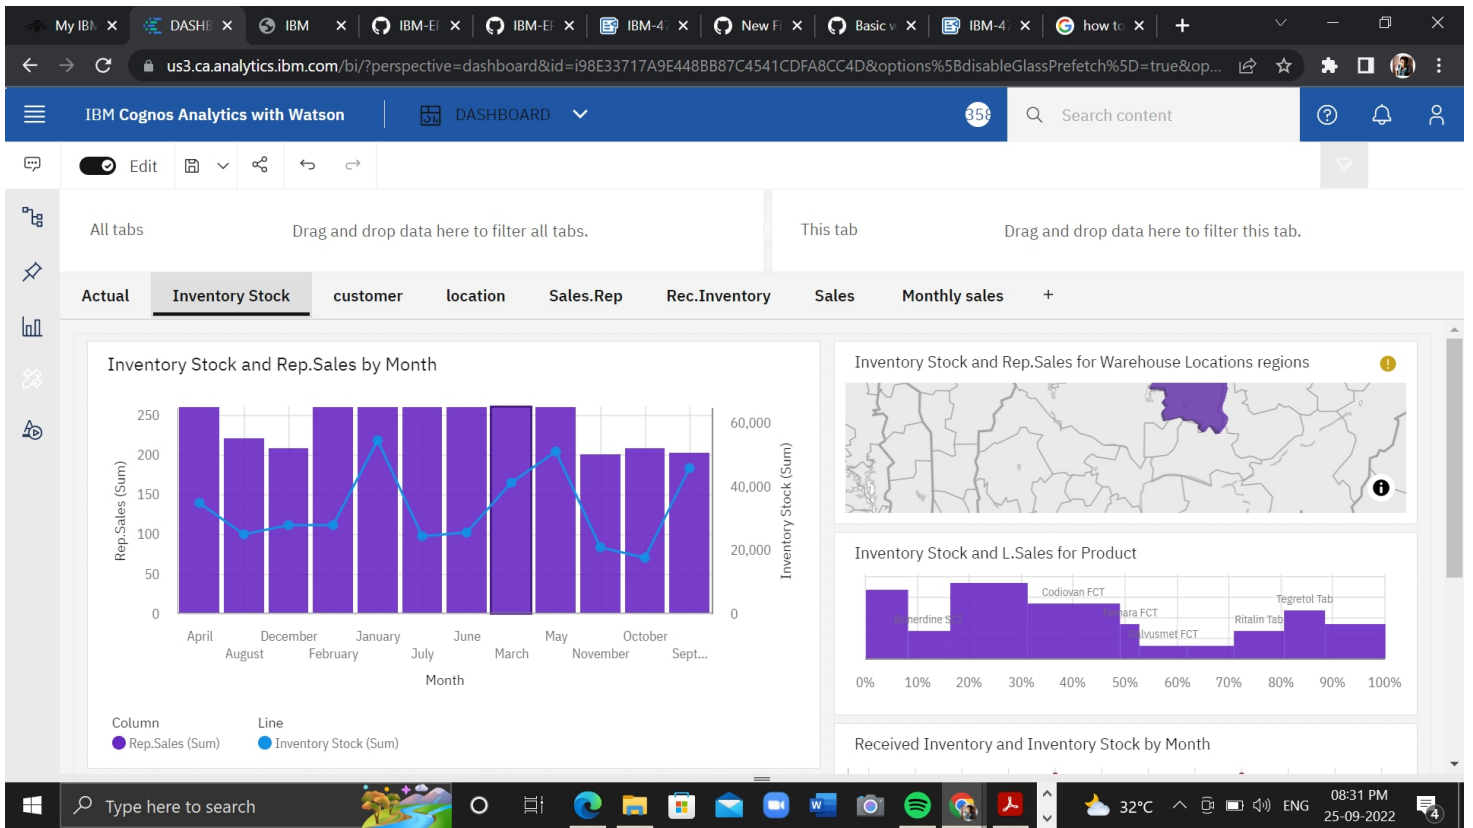 My IBM
DASHB
IBM
IBM-EF
IBM-EF
IBM-47
New Fi
Basic v
IBM-47
how to
us3.ca.analytics.ibm.com/bi/?perspective=dashboard&id=i98E33717A9E448BB87C4541CDFA8CC4D&options%5BdisableGlassPrefetch%5D=true&op...
IBM Cognos Analytics with Watson
DASHBOARD
358
Search content
Edit
All tabs
Drag and drop data here to filter all tabs.
This tab
Drag and drop data here to filter this tab.
Actual
Inventory Stock
customer
location
Sales.Rep
Rec.Inventory
Sales
Monthly sales
Inventory Stock and Rep.Sales by Month
250
200
150
100
50
0
Rep.Sales (Sum)
60,000
40,000
20,000
0
Inventory Stock (Sum)
April
August
December
February
January
July
June
March
May
November
October
Sept...
Month
Column
Rep.Sales (Sum)
Line
Inventory Stock (Sum)
Inventory Stock and Rep.Sales for Warehouse Locations regions
Inventory Stock and L.Sales for Product
Codiovan FCT
Tegretol Tab
Ritalin Tab
0% 10% 20% 30% 40% 50% 60% 70% 80% 90% 100%
Received Inventory and Inventory Stock by Month
Type here to search
32°C
ENG
08:31 PM
25-09-2022
4